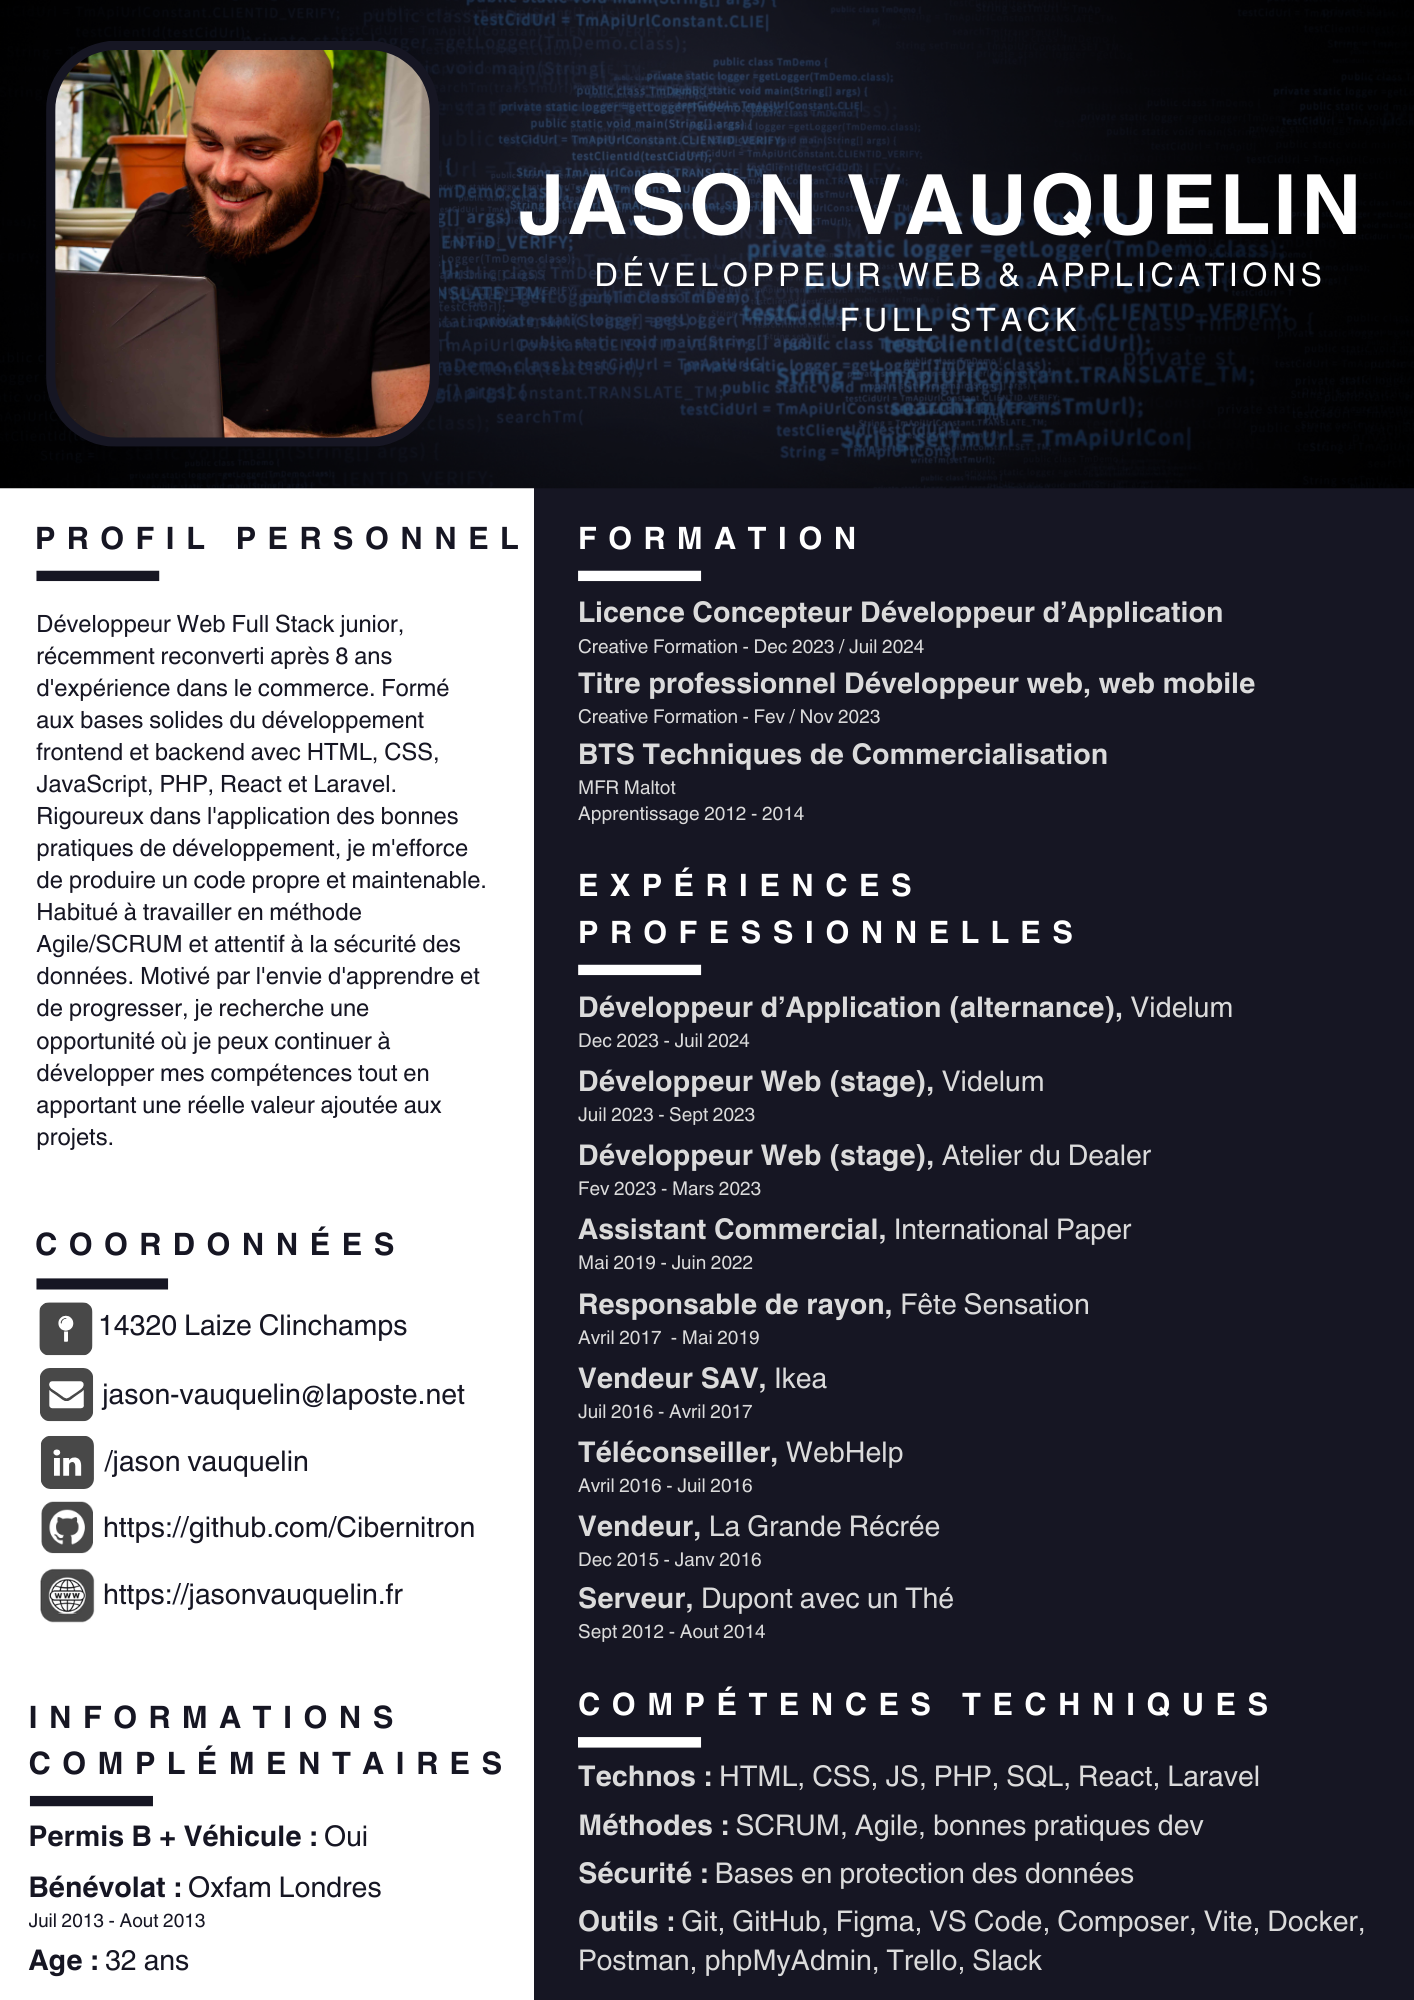 JASON VAUQUELIN
DÉVELOPPEUR WEB & APPLICATIONS
FULL STACK
PROFIL PERSONNEL
Développeur Web Full Stack junior,
récemment reconverti après 8 ans
d'expérience dans le commerce. Formé
aux bases solides du développement
frontend et backend avec HTML, CSS,
JavaScript, PHP, React et Laravel.
Rigoureux dans l'application des bonnes
pratiques de développement, je m'efforce
de produire un code propre et maintenable.
Habitué à travailler en méthode
Agile/SCRUM et attentif à la sécurité des
données. Motivé par l'envie d'apprendre et
de progresser, je recherche une
opportunité où je peux continuer à
développer mes compétences tout en
apportant une réelle valeur ajoutée aux
projets.
COORDONNÉES
14320 Laize Clinchamps
jason-vauquelin@laposte.net
/jason vauquelin
https://github.com/Cibernitron
https://jasonvauquelin.fr
INFORMATIONS
COMPLÉMENTAIRES
Permis B + Véhicule : Oui
Bénévolat : Oxfam Londres
Juil 2013 - Aout 2013
Age : 32 ans
FORMATION
Licence Concepteur Développeur d’Application
Creative Formation - Dec 2023 / Juil 2024
Titre professionnel Développeur web, web mobile
Creative Formation - Fev / Nov 2023
BTS Techniques de Commercialisation
MFR Maltot
Apprentissage 2012 - 2014
EXPÉRIENCES
PROFESSIONNELLES
Développeur d’Application (alternance), Videlum
Dec 2023 - Juil 2024
Développeur Web (stage), Videlum
Juil 2023 - Sept 2023
Développeur Web (stage), Atelier du Dealer
Fev 2023 - Mars 2023
Assistant Commercial, International Paper
Mai 2019 - Juin 2022
Responsable de rayon, Fête Sensation
Avril 2017 - Mai 2019
Vendeur SAV, Ikea
Juil 2016 - Avril 2017
Téléconseiller, WebHelp
Avril 2016 - Juil 2016
Vendeur, La Grande Récrée
Dec 2015 - Janv 2016
Serveur, Dupont avec un Thé
Sept 2012 - Aout 2014
COMPÉTENCES TECHNIQUES
Technos : HTML, CSS, JS, PHP, SQL, React, Laravel
Méthodes : SCRUM, Agile, bonnes pratiques dev
Sécurité : Bases en protection des données
Outils : Git, GitHub, Figma, VS Code, Composer, Vite, Docker,
Postman, phpMyAdmin, Trello, Slack